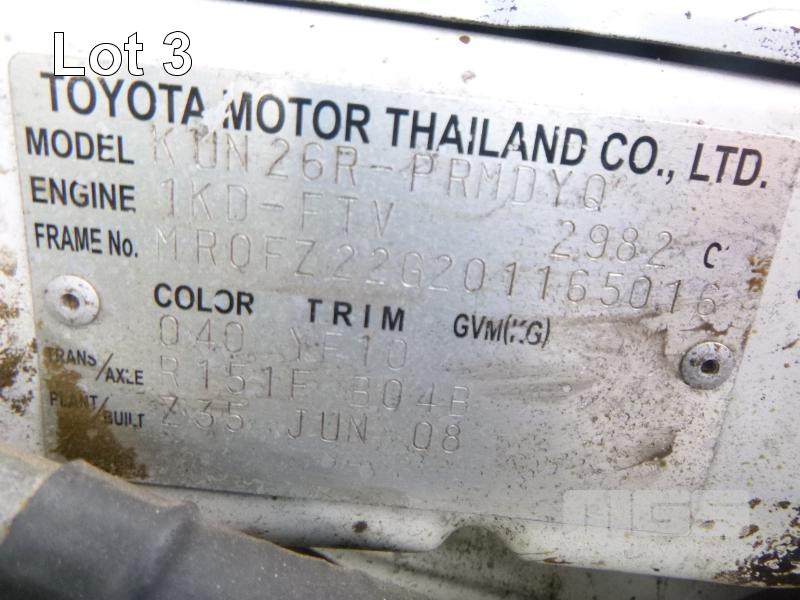 Lot 3
TOYOTA MOTOR THAILAND CO., LTD.
MODEL KUN26R-PRMDYQ
ENGINE 1KD-FTV 2982 C
FRAME No. MR0FZ22G201165016
COLOR TRIM GVM(KG)
040 YF10
TRANS/AXLE R151F B04B
PLANT/BUILT Z35 JUN 08